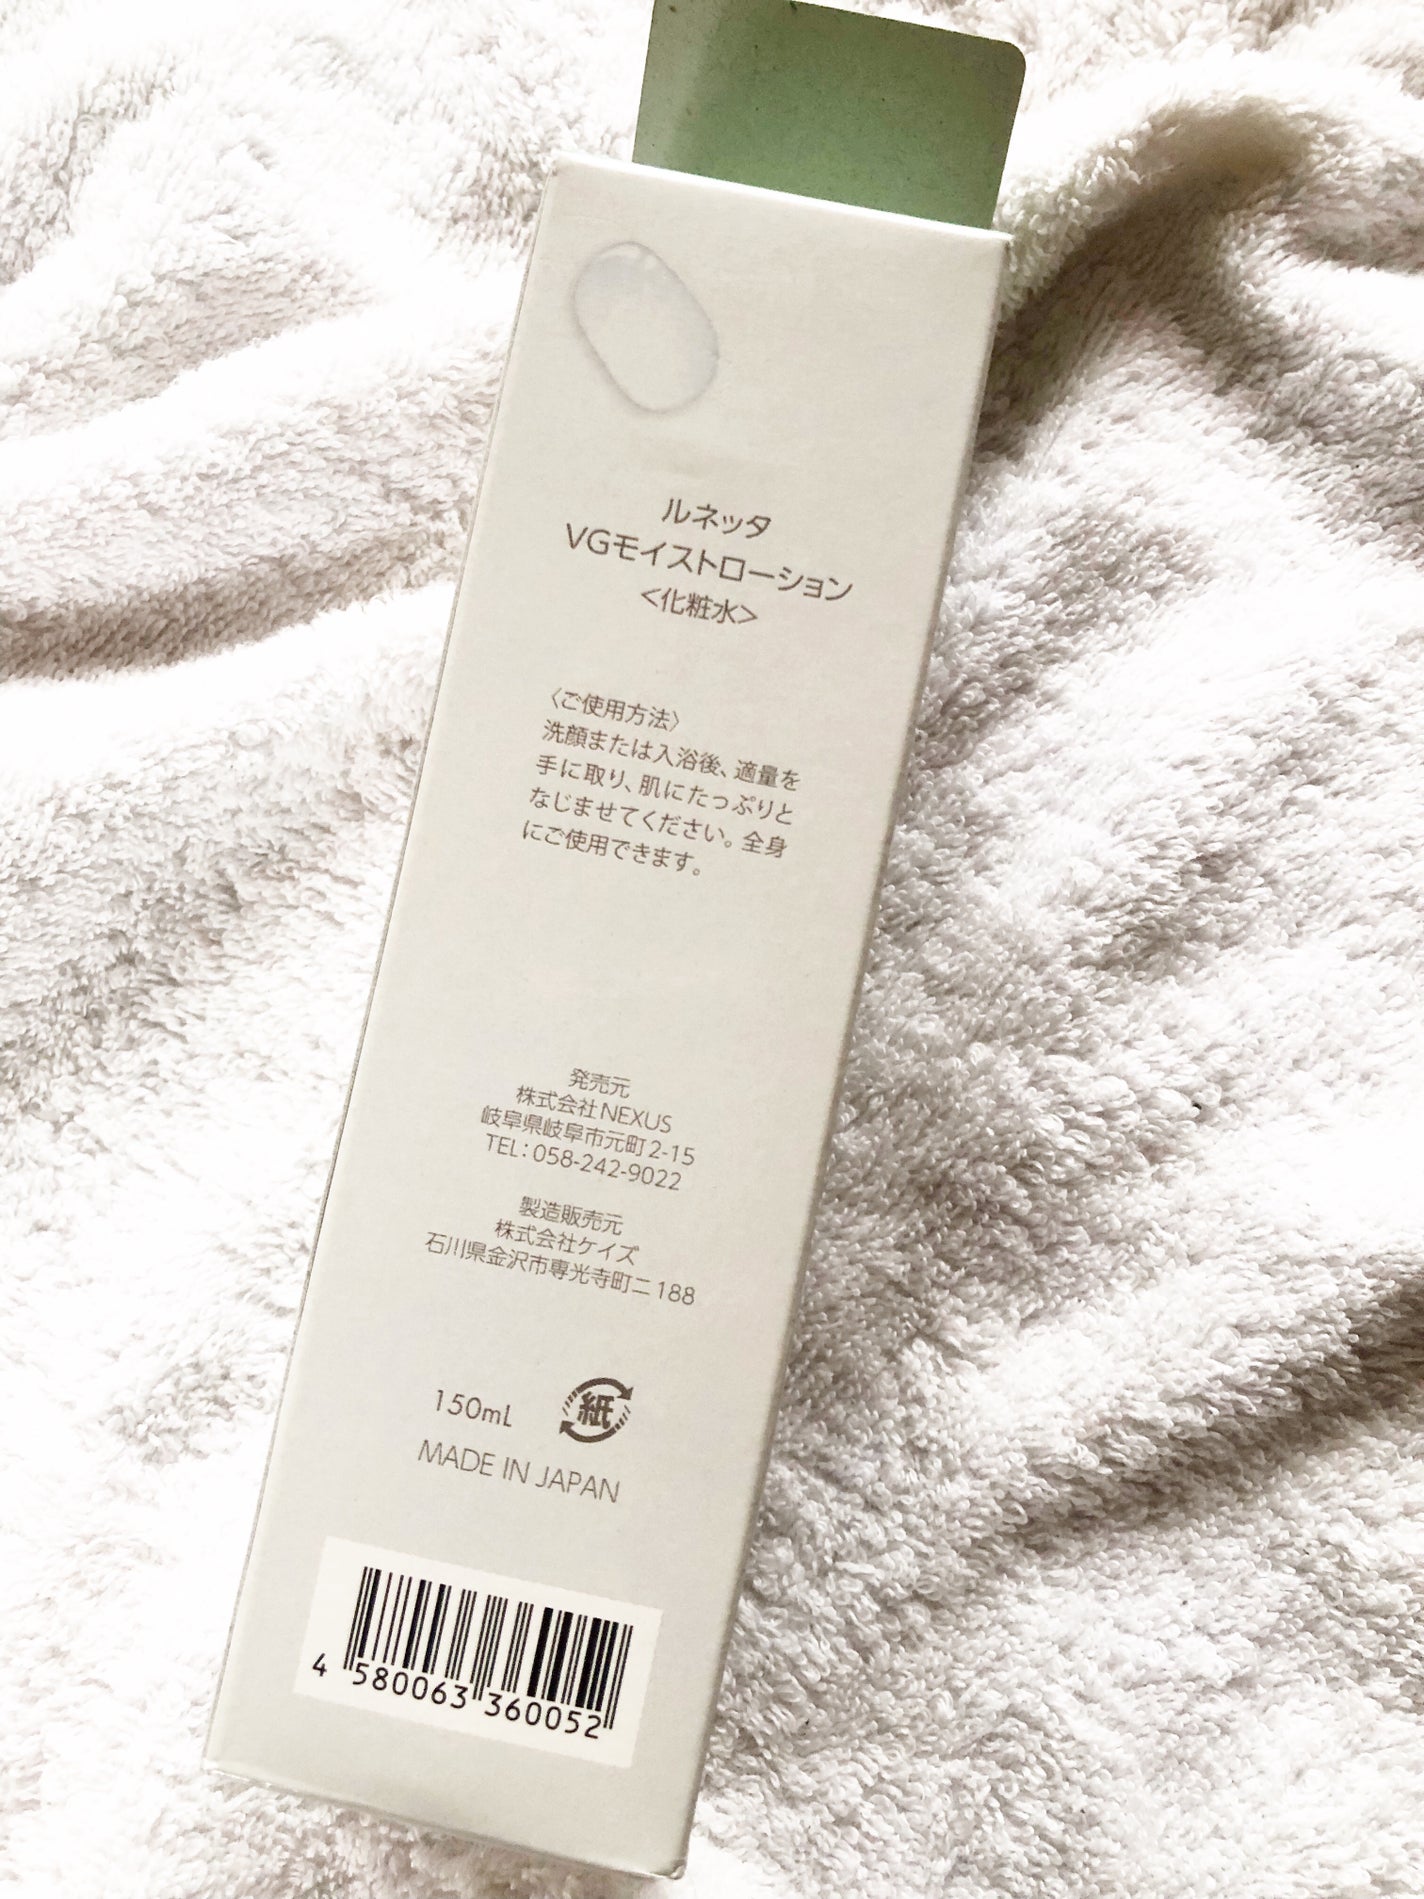 ルネッタ
VGモイストローション
<化粧水>
〈ご使用方法〉
洗顔または入浴後、適量を
手に取り、肌にたっぷりと
なじませてください。全身
にご使用できます。
発売元
株式会社NEXUS
岐阜県岐阜市元町2-15
TEL：058-242-9022
製造販売元
株式会社ケイズ
石川県金沢市専光寺町ニ188
150mL
紙
MADE IN JAPAN
4 580063 360052